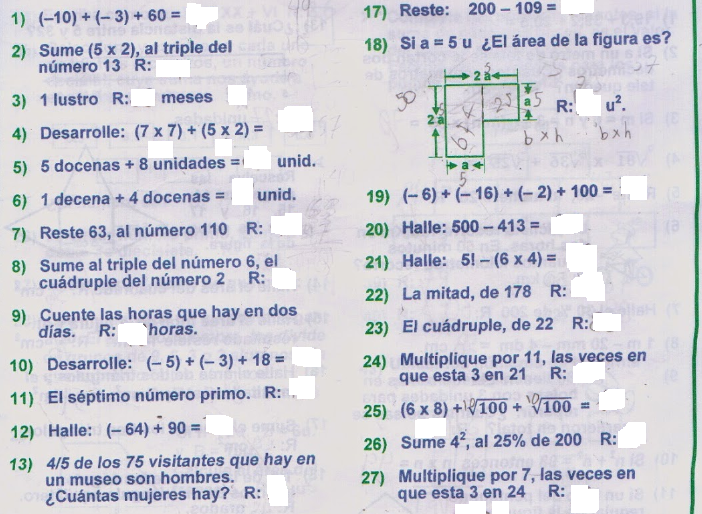 1) (–10) + (– 3) + 60 =
2) Sume (5 x 2), al triple del
número 13 R:
3) 1 lustro R: meses
4) Desarrolle: (7 x 7) + (5 x 2) =
5) 5 docenas + 8 unidades = unid.
6) 1 decena + 4 docenas = unid.
7) Reste 63, al número 110 R:
8) Sume al triple del número 6, el
cuádruple del número 2 R:
9) Cuente las horas que hay en dos
días. R: horas.
10) Desarrolle: (– 5) + (– 3) + 18 =
11) El séptimo número primo. R:
12) Halle: (–64) + 90 =
13) 4/5 de los 75 visitantes que hay en
un museo son hombres.
¿Cuántas mujeres hay? R:
17) Reste: 200 – 109 =
18) Si a = 5 u ¿El área de la figura es?
5
2 a
50
25
a
5
2 a
R: u².
b x h b x h
a
5
19) (– 6) + (– 16) + (– 2) + 100 =
20) Halle: 500 – 413 =
21) Halle: 5! – (6 x 4) =
22) La mitad, de 178 R:
23) El cuádruple, de 22 R:
24) Multiplique por 11, las veces en
que esta 3 en 21 R:
25) (6 x 8) + √100 + √100 =
26) Sume 4², al 25% de 200 R:
27) Multiplique por 7, las veces en
que esta 3 en 24 R: